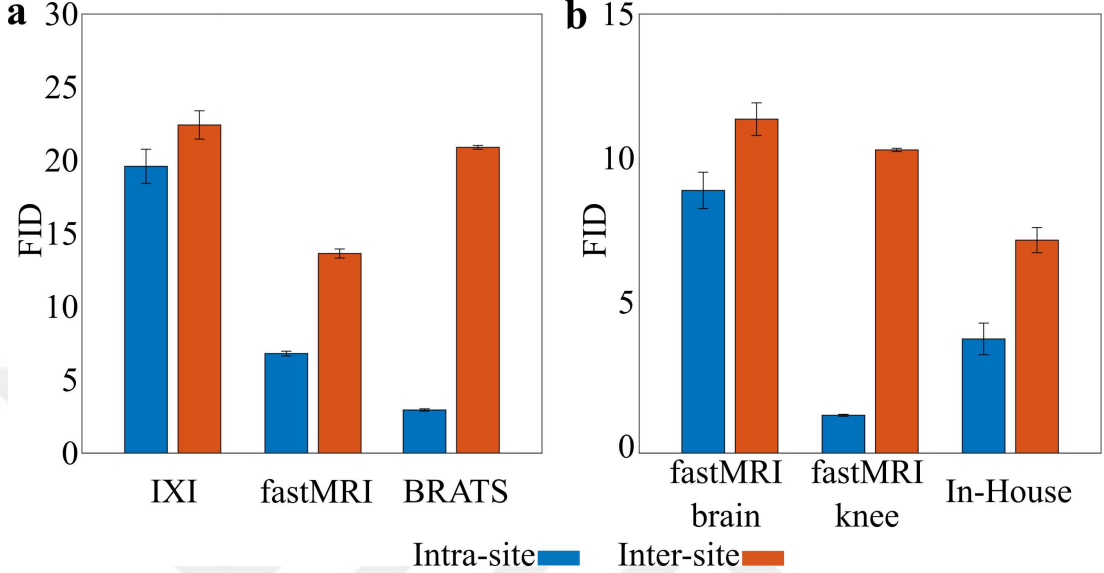 a
30
25
20
15
10
5
0
FID
IXI fastMRI BRATS
b
15
10
5
0
FID
fastMRI fastMRI In-House
brain knee
Intra-site Inter-site